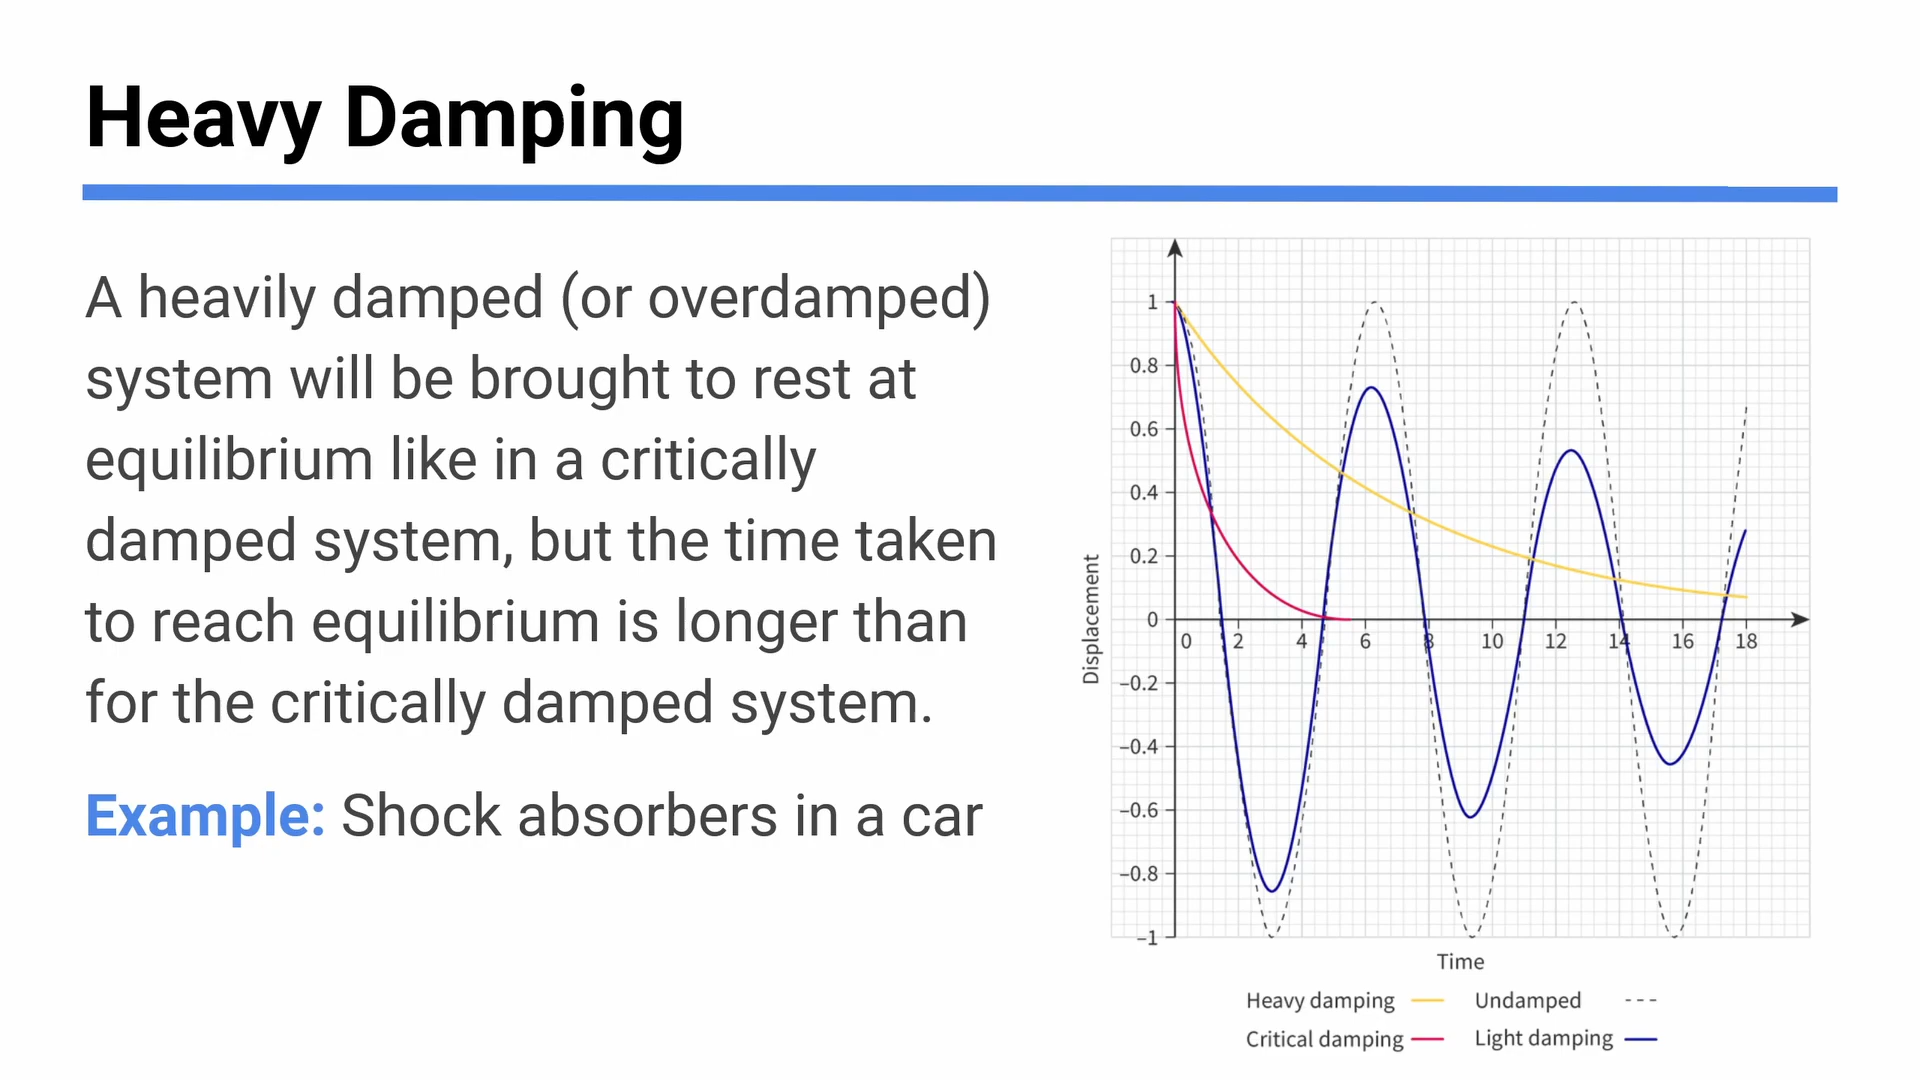 Heavy Damping
A heavily damped (or overdamped)
system will be brought to rest at
equilibrium like in a critically
damped system, but the time taken
to reach equilibrium is longer than
for the critically damped system.
Example: Shock absorbers in a car
Displacement
1
0.8
0.6
0.4
0.2
0
−0.2
−0.4
−0.6
−0.8
−1
0 2 4 6 8 10 12 14 16 18
Time
Heavy damping Undamped
Critical damping Light damping